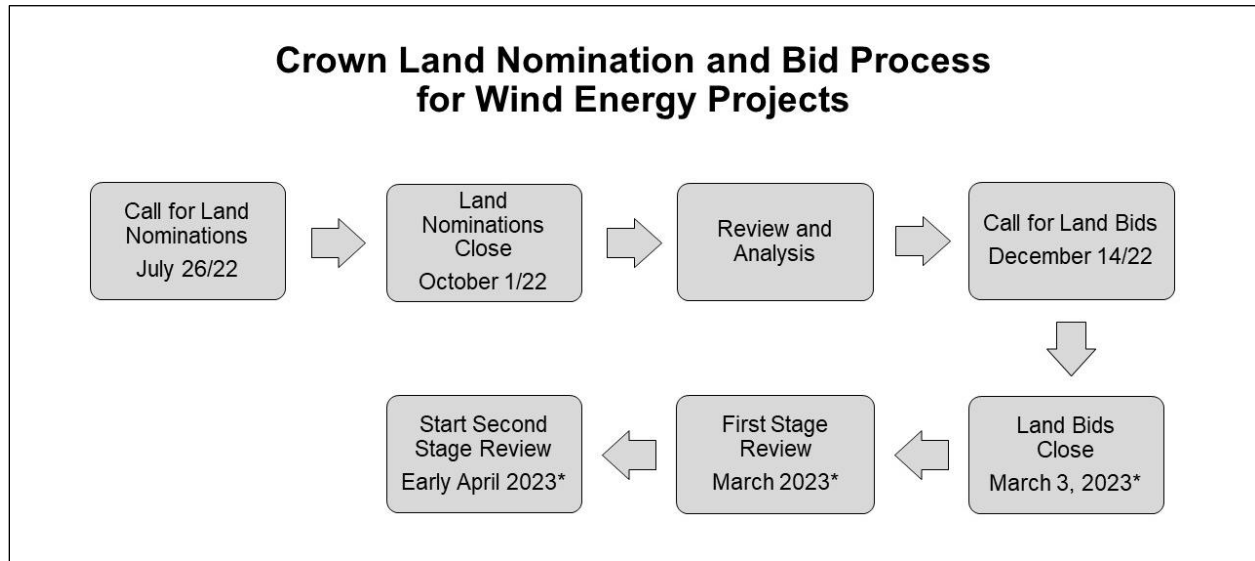 Crown Land Nomination and Bid Process
for Wind Energy Projects
Call for Land
Nominations
July 26/22
Land
Nominations
Close
October 1/22
Review and
Analysis
Call for Land Bids
December 14/22
Land Bids
Close
March 3, 2023*
First Stage
Review
March 2023*
Start Second
Stage Review
Early April 2023*